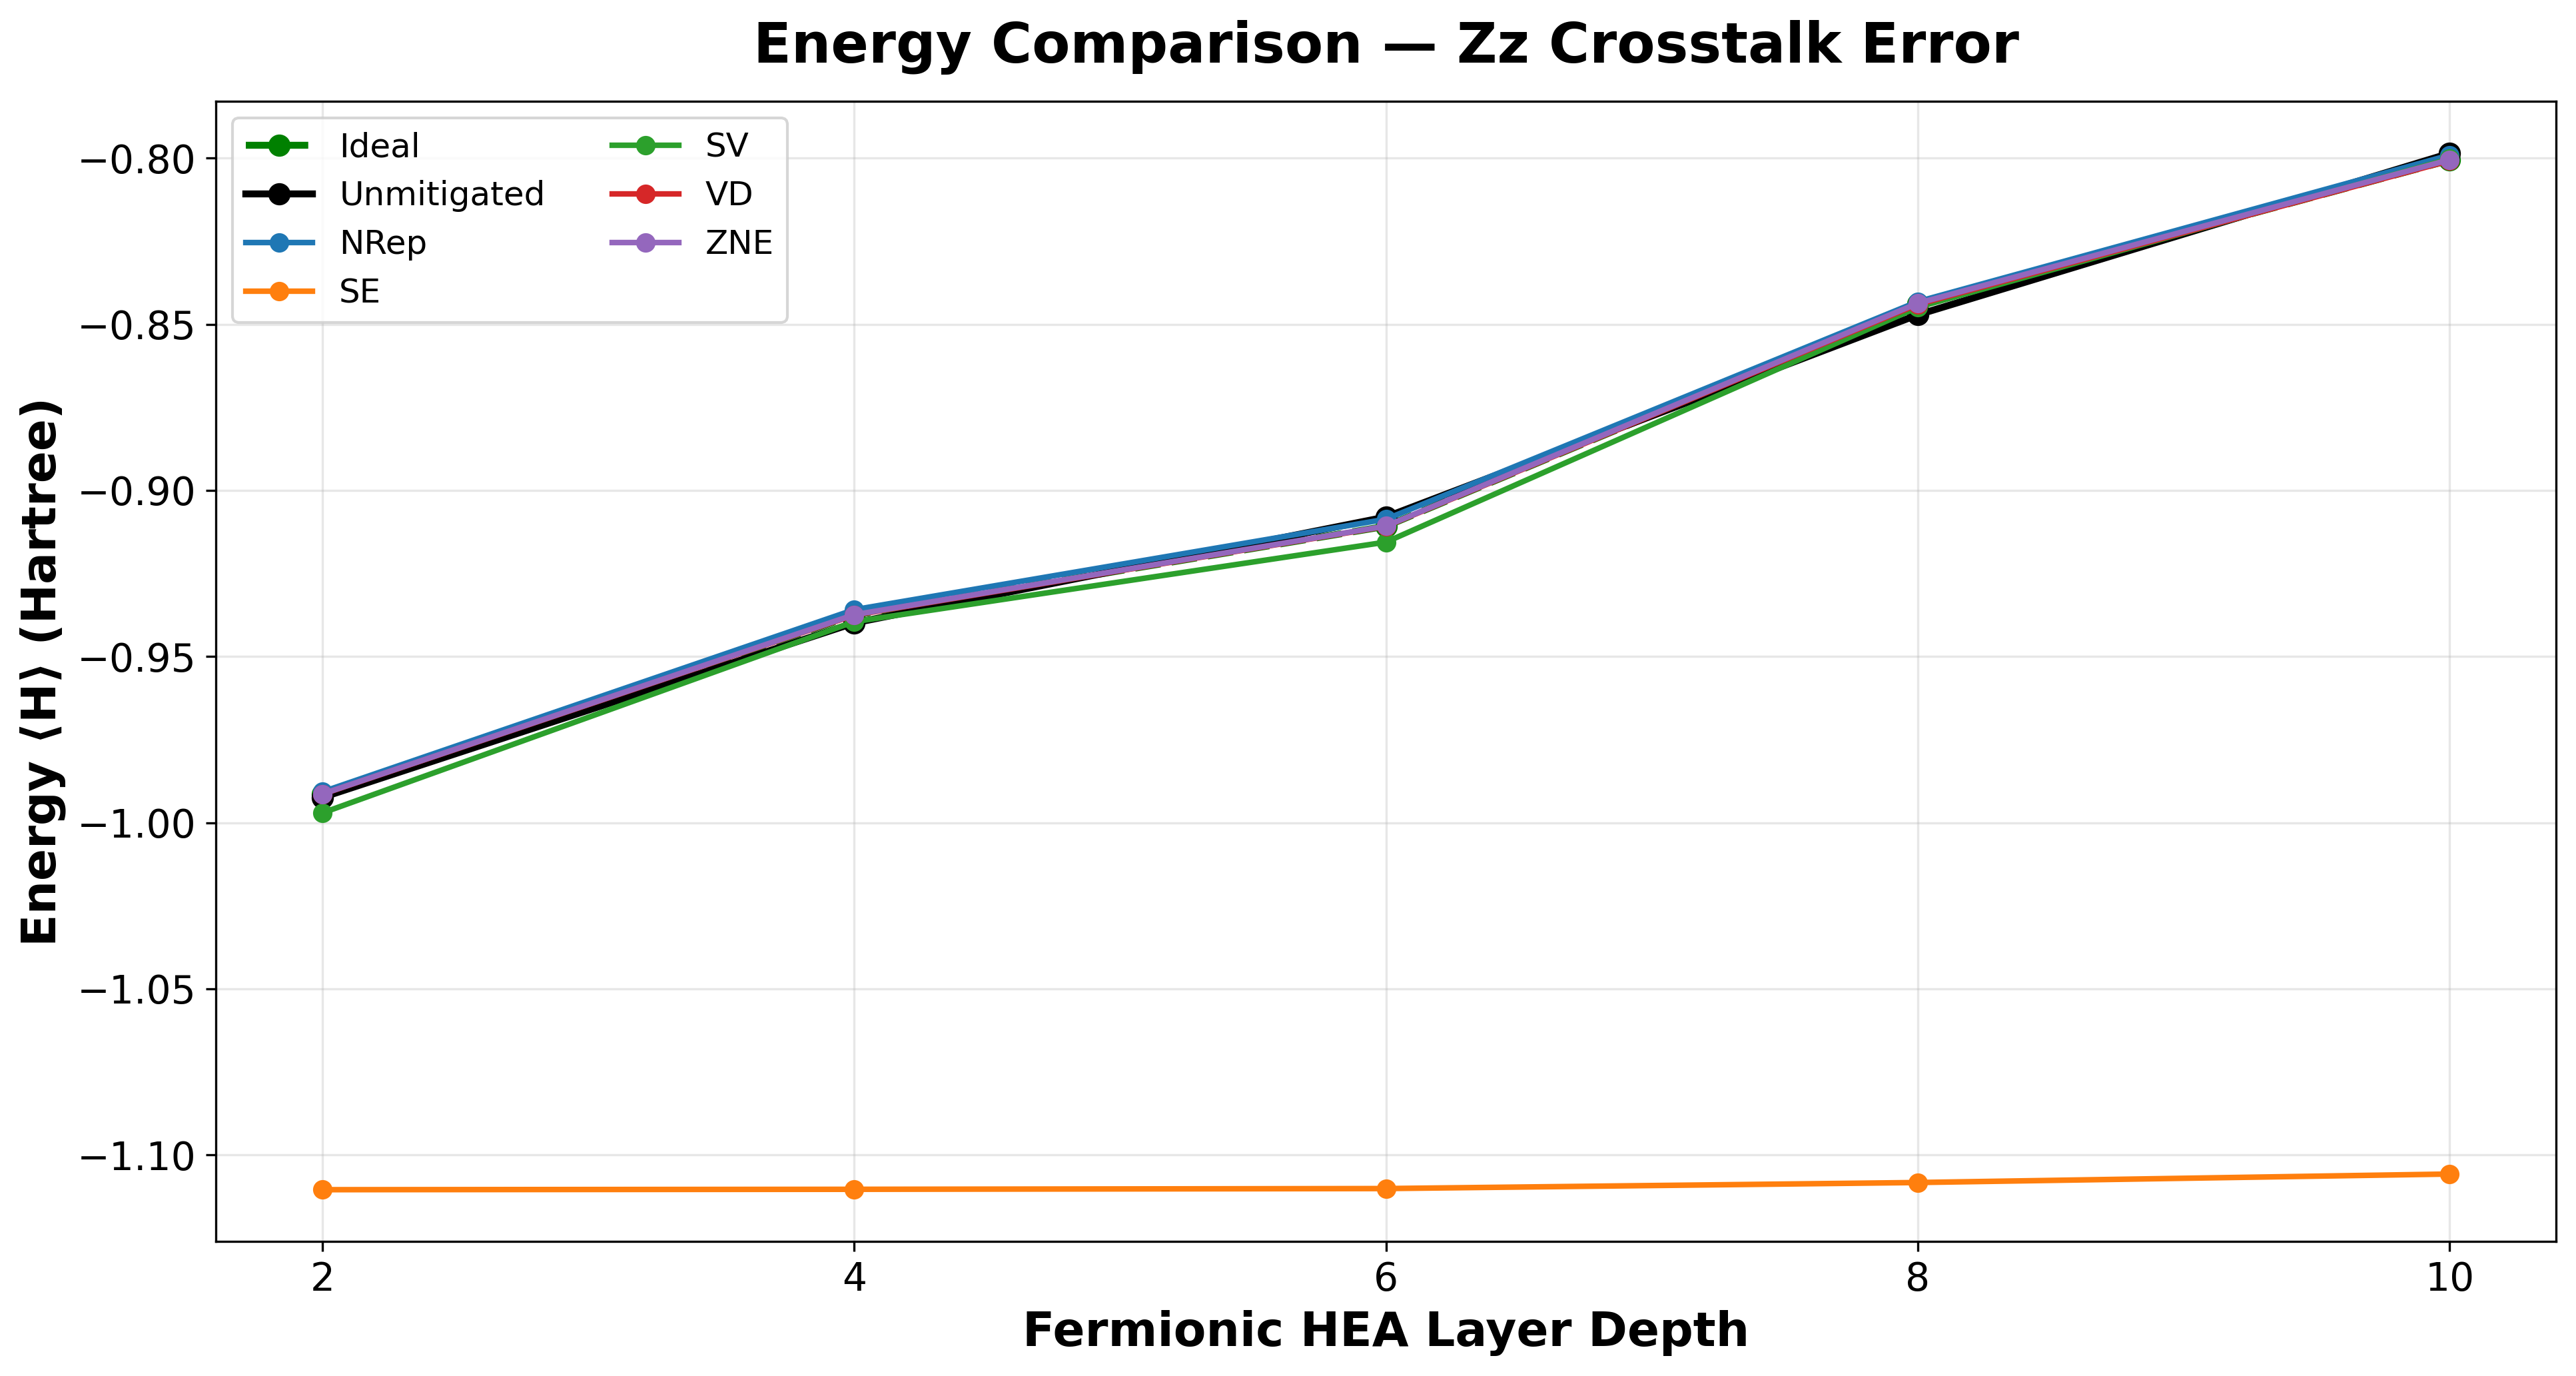 Energy Comparison — Zz Crosstalk Error
Ideal
Unmitigated
NRep
SE
SV
VD
ZNE
Energy ⟨H⟩ (Hartree)
−0.80
−0.85
−0.90
−0.95
−1.00
−1.05
−1.10
2 4 6 8 10
Fermionic HEA Layer Depth